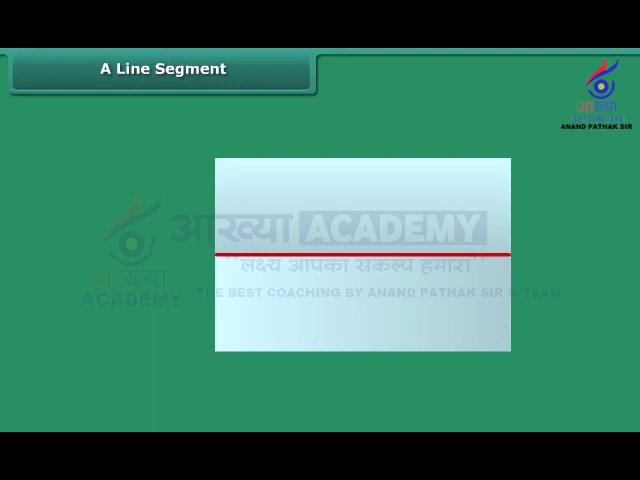 A Line Segment
आख्या
ANAND PATHAK SIR
आख्या ACADEMY
"लक्ष्य आपका संकल्प हमारा"
आख्या
ACADEMY
THE BEST COACHING BY ANAND PATHAK SIR & TEAM